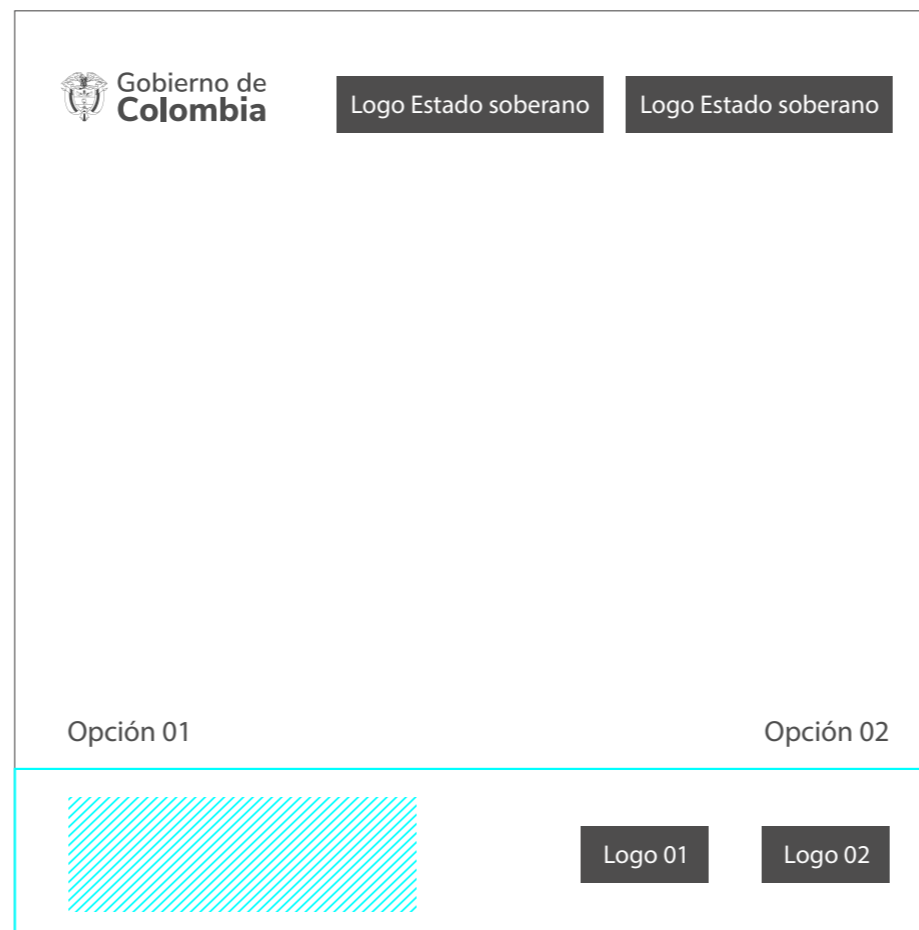 Gobierno de
Colombia
Logo Estado soberano
Logo Estado soberano
Opción 01
Opción 02
Logo 01
Logo 02